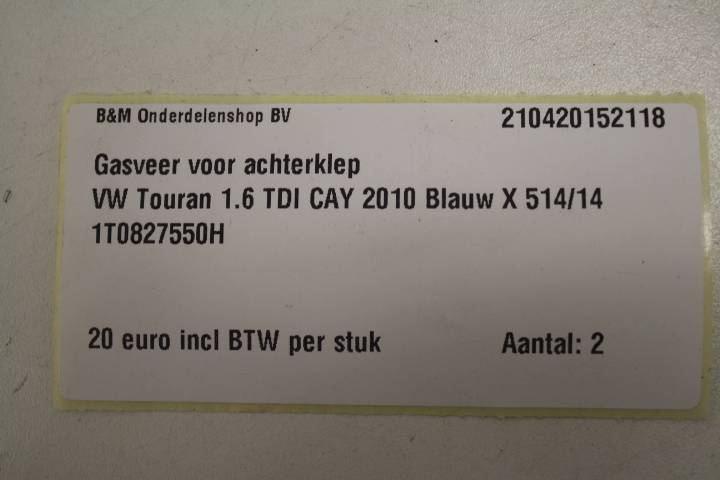 B&M Onderdelenshop BV 210420152118
Gasveer voor achterklep
VW Touran 1.6 TDI CAY 2010 Blauw X 514/14
1T0827550H
20 euro incl BTW per stuk Aantal: 2